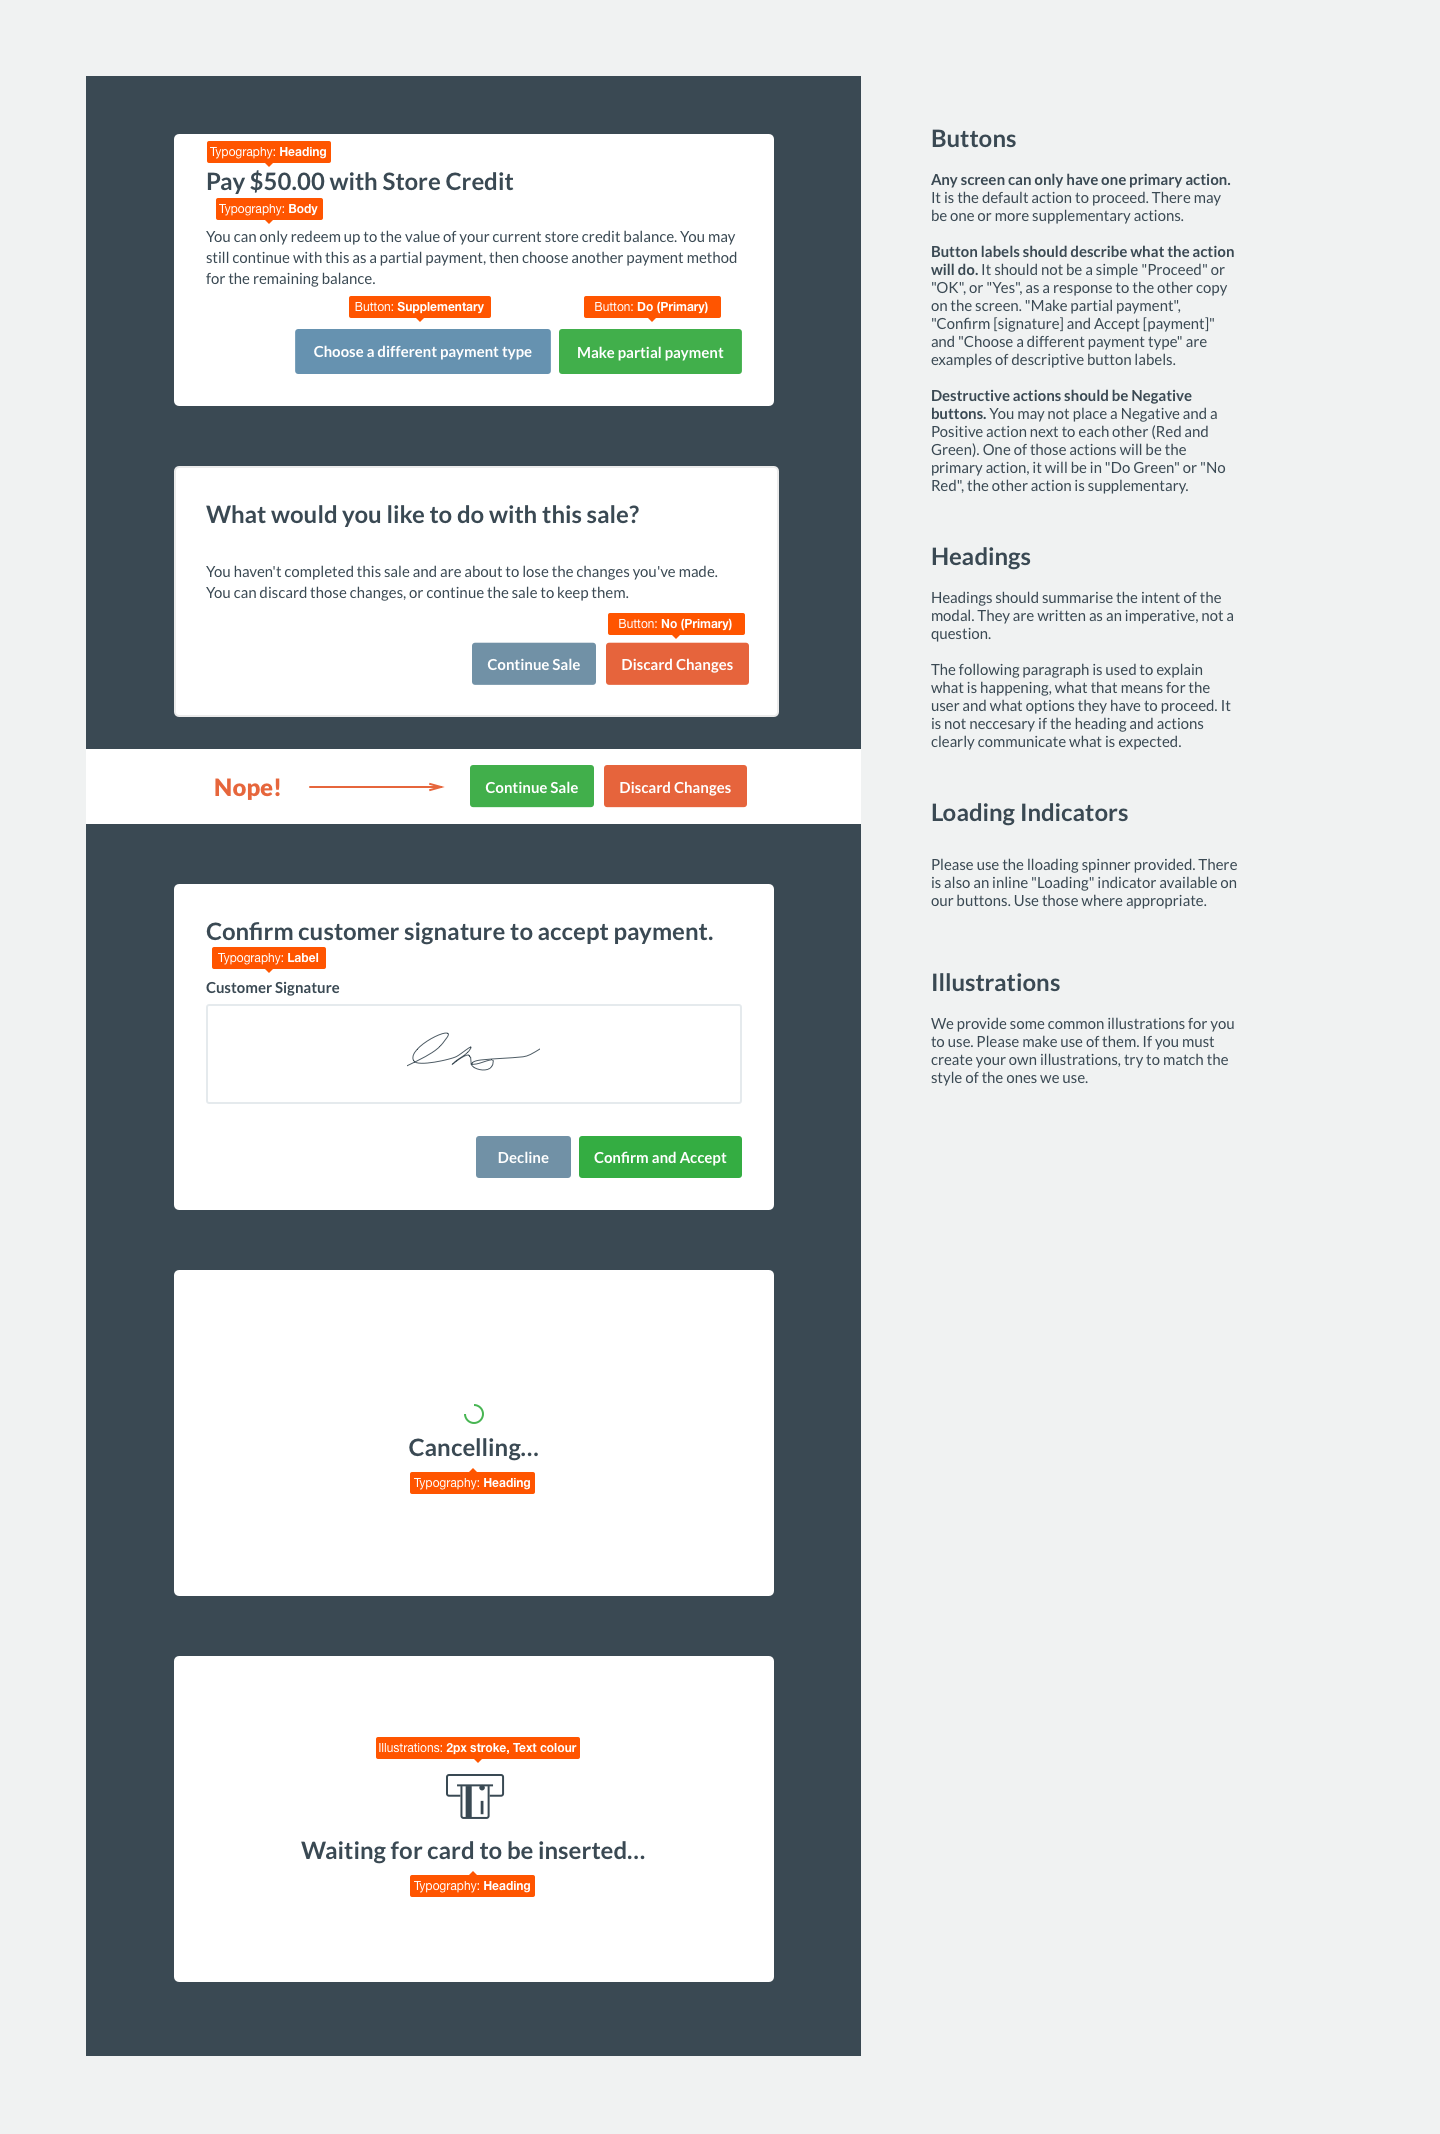 Typography: Heading
Pay $50.00 with Store Credit
Typography: Body
You can only redeem up to the value of your current store credit balance. You may
still continue with this as a partial payment, then choose another payment method
for the remaining balance.
Button: Supplementary
Button: Do (Primary)
Choose a different payment type
Make partial payment
What would you like to do with this sale?
You haven't completed this sale and are about to lose the changes you've made.
You can discard those changes, or continue the sale to keep them.
Button: No (Primary)
Continue Sale
Discard Changes
Nope!
Continue Sale
Discard Changes
Confirm customer signature to accept payment.
Typography: Label
Customer Signature
Decline
Confirm and Accept
Cancelling...
Typography: Heading
Illustrations: 2px stroke, Text colour
Waiting for card to be inserted...
Typography: Heading
Buttons
Any screen can only have one primary action.
It is the default action to proceed. There may
be one or more supplementary actions.
Button labels should describe what the action
will do. It should not be a simple "Proceed" or
"OK", or "Yes", as a response to the other copy
on the screen. "Make partial payment",
"Confirm [signature] and Accept [payment]"
and "Choose a different payment type" are
examples of descriptive button labels.
Destructive actions should be Negative
buttons. You may not place a Negative and a
Positive action next to each other (Red and
Green). One of those actions will be the
primary action, it will be in "Do Green" or "No
Red", the other action is supplementary.
Headings
Headings should summarise the intent of the
modal. They are written as an imperative, not a
question.
The following paragraph is used to explain
what is happening, what that means for the
user and what options they have to proceed. It
is not neccesary if the heading and actions
clearly communicate what is expected.
Loading Indicators
Please use the lloading spinner provided. There
is also an inline "Loading" indicator available on
our buttons. Use those where appropriate.
Illustrations
We provide some common illustrations for you
to use. Please make use of them. If you must
create your own illustrations, try to match the
style of the ones we use.